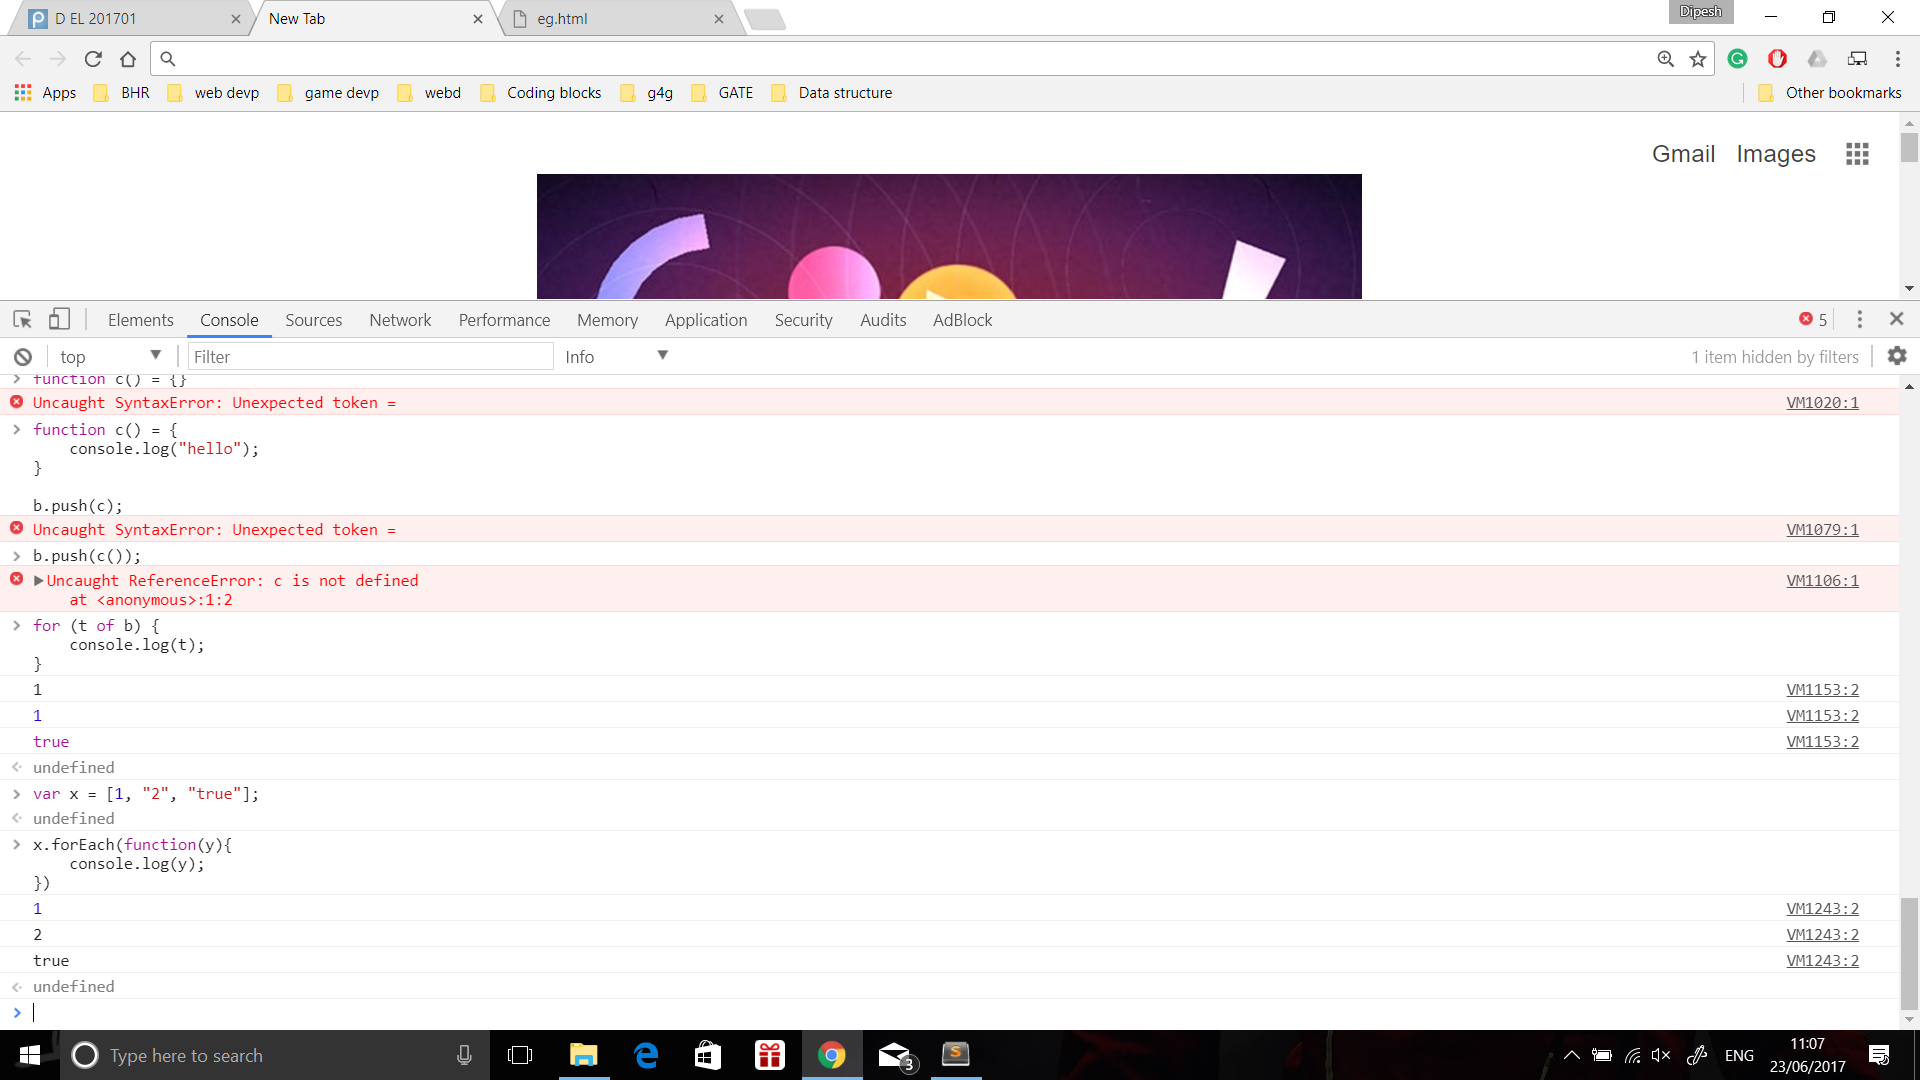 D EL 201701
New Tab
eg.html
Dipesh
Apps
BHR
web devp
game devp
webd
Coding blocks
g4g
GATE
Data structure
Other bookmarks
Gmail Images
Elements Console Sources Network Performance Memory Application Security Audits AdBlock
5
top
Filter
Info
1 item hidden by filters
function c() = {}
Uncaught SyntaxError: Unexpected token = VM1020:1
function c() = {
console.log("hello");
}
b.push(c);
Uncaught SyntaxError: Unexpected token = VM1079:1
b.push(c());
Uncaught ReferenceError: c is not defined VM1106:1
at <anonymous>:1:2
for (t of b) {
console.log(t);
}
1 VM1153:2
1 VM1153:2
true VM1153:2
undefined
var x = [1, "2", "true"];
undefined
x.forEach(function(y){
console.log(y);
})
1 VM1243:2
2 VM1243:2
true VM1243:2
undefined
Type here to search
3
S
ENG
11:07
23/06/2017